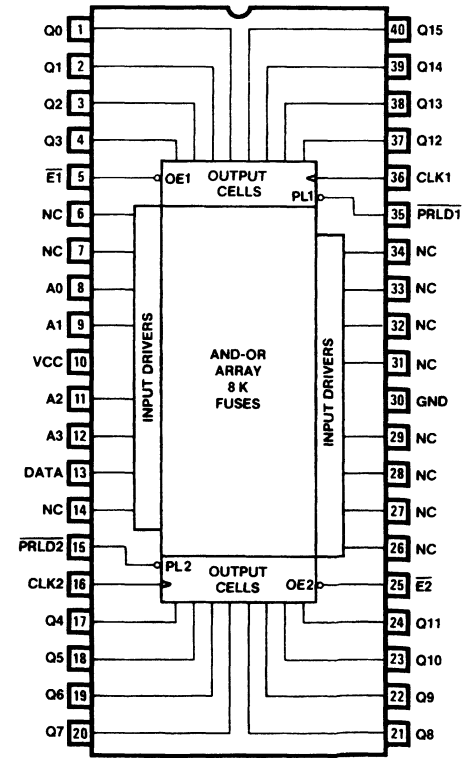 Q0 1 40 Q15
Q1 2 39 Q14
Q2 3 38 Q13
Q3 4 37 Q12
E1 5 OE1 OUTPUT CELLS 36 CLK1
PL1
NC 6 35 PRLD1
NC 7 34 NC
A0 8 33 NC
A1 9 32 NC
VCC 10 31 NC
INPUT DRIVERS
AND-OR
ARRAY
8 K
FUSES
INPUT DRIVERS
A2 11 30 GND
A3 12 29 NC
DATA 13 28 NC
NC 14 27 NC
PRLD2 15 26 NC
PL2
CLK2 16 OUTPUT CELLS OE2 25 E2
Q4 17 24 Q11
Q5 18 23 Q10
Q6 19 22 Q9
Q7 20 21 Q8